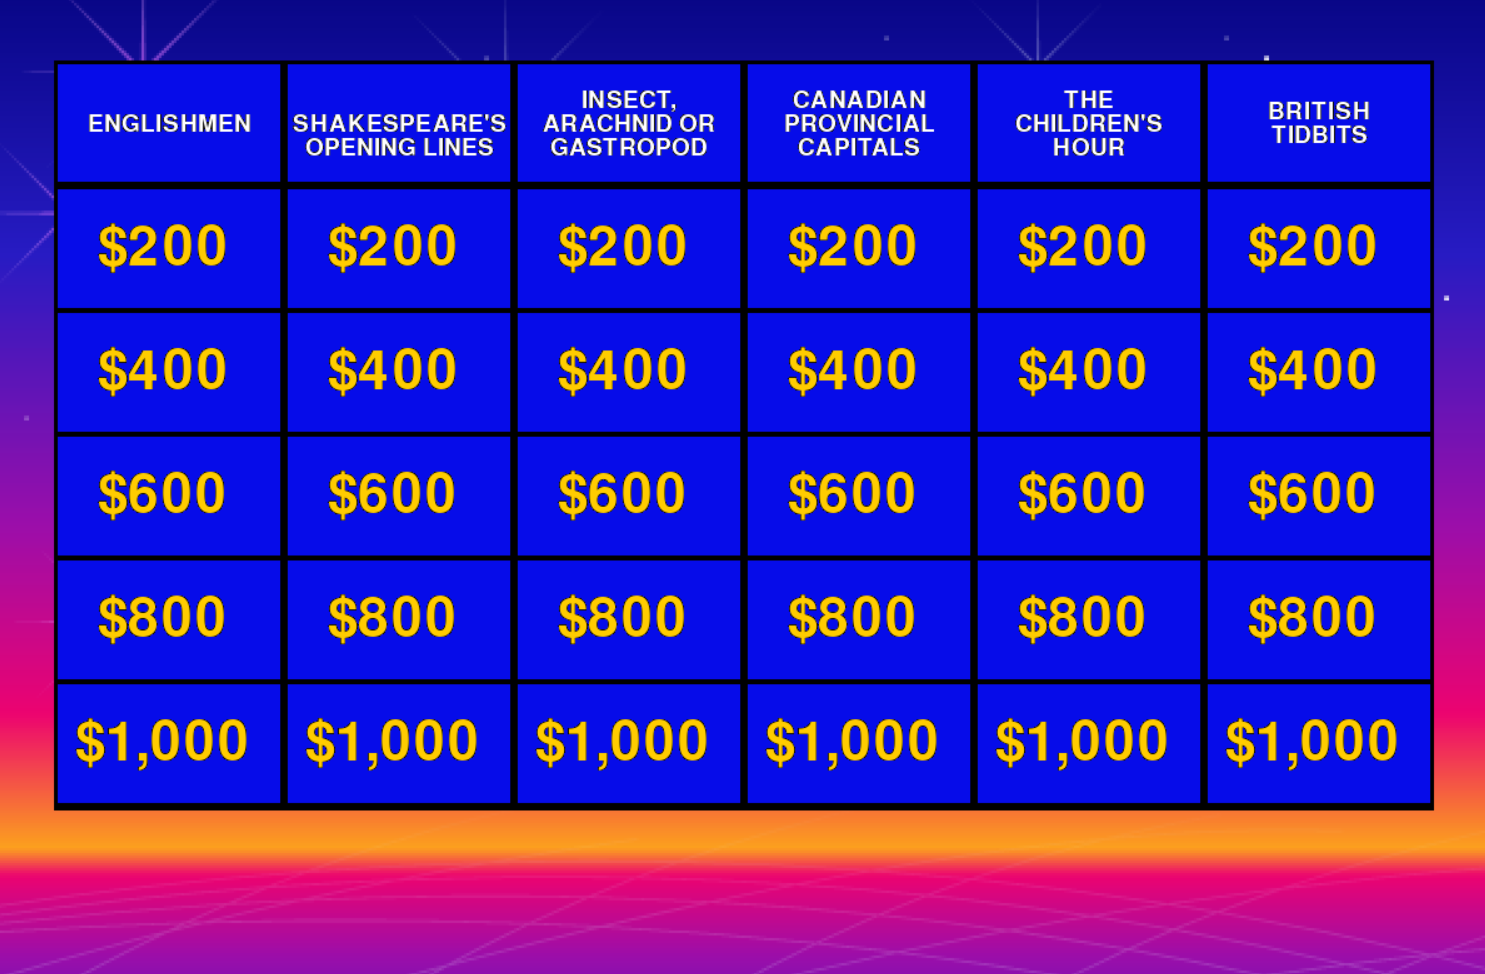 ENGLISHMEN
SHAKESPEARE'S
OPENING LINES
INSECT,
ARACHNID OR
GASTROPOD
CANADIAN
PROVINCIAL
CAPITALS
THE
CHILDREN'S
HOUR
BRITISH
TIDBITS
$200 $200 $200 $200 $200 $200
$400 $400 $400 $400 $400 $400
$600 $600 $600 $600 $600 $600
$800 $800 $800 $800 $800 $800
$1,000 $1,000 $1,000 $1,000 $1,000 $1,000